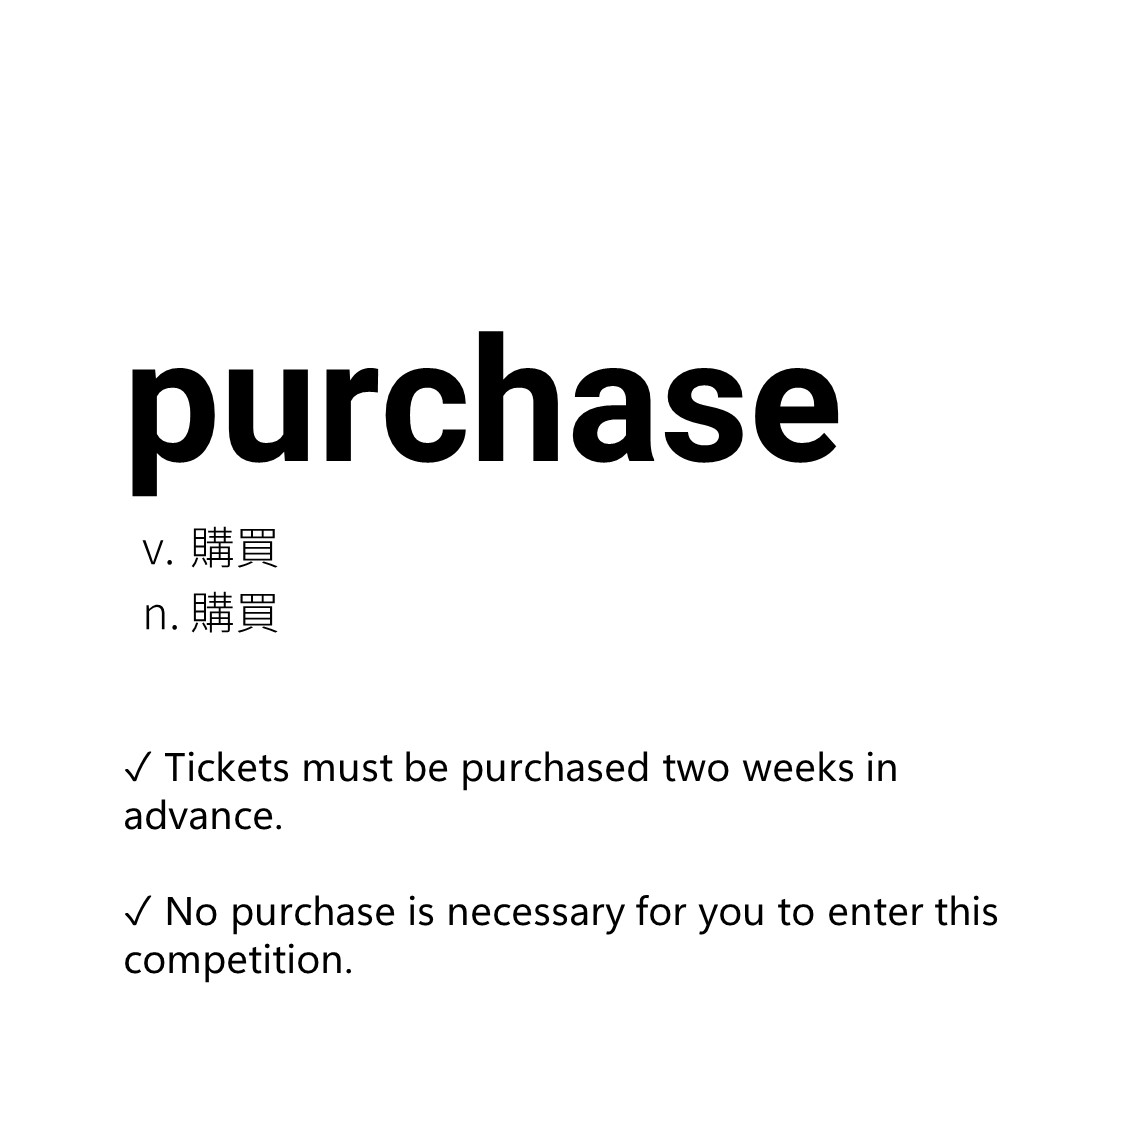 purchase
v. 購買
n. 購買
✓ Tickets must be purchased two weeks in
advance.
✓ No purchase is necessary for you to enter this
competition.